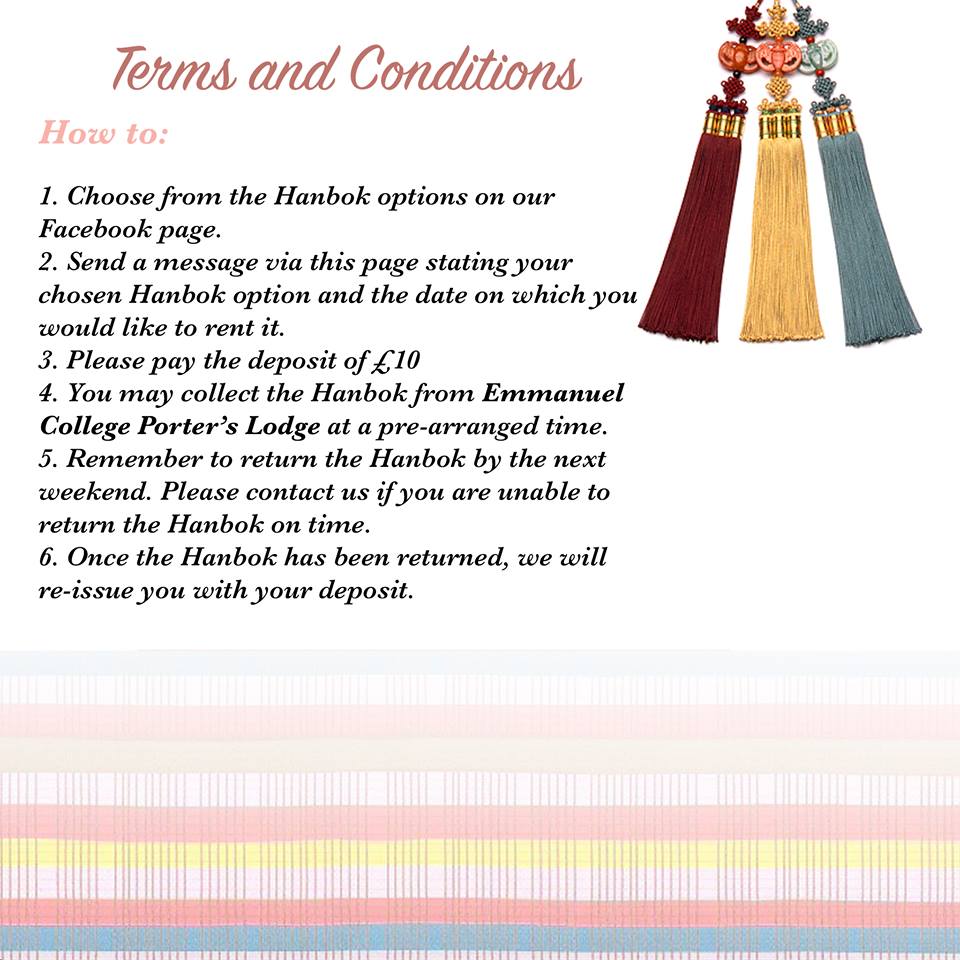 Terms and Conditions
How to:
1. Choose from the Hanbok options on our
Facebook page.
2. Send a message via this page stating your
chosen Hanbok option and the date on which you
would like to rent it.
3. Please pay the deposit of £10
4. You may collect the Hanbok from Emmanuel
College Porter’s Lodge at a pre-arranged time.
5. Remember to return the Hanbok by the next
weekend. Please contact us if you are unable to
return the Hanbok on time.
6. Once the Hanbok has been returned, we will
re-issue you with your deposit.